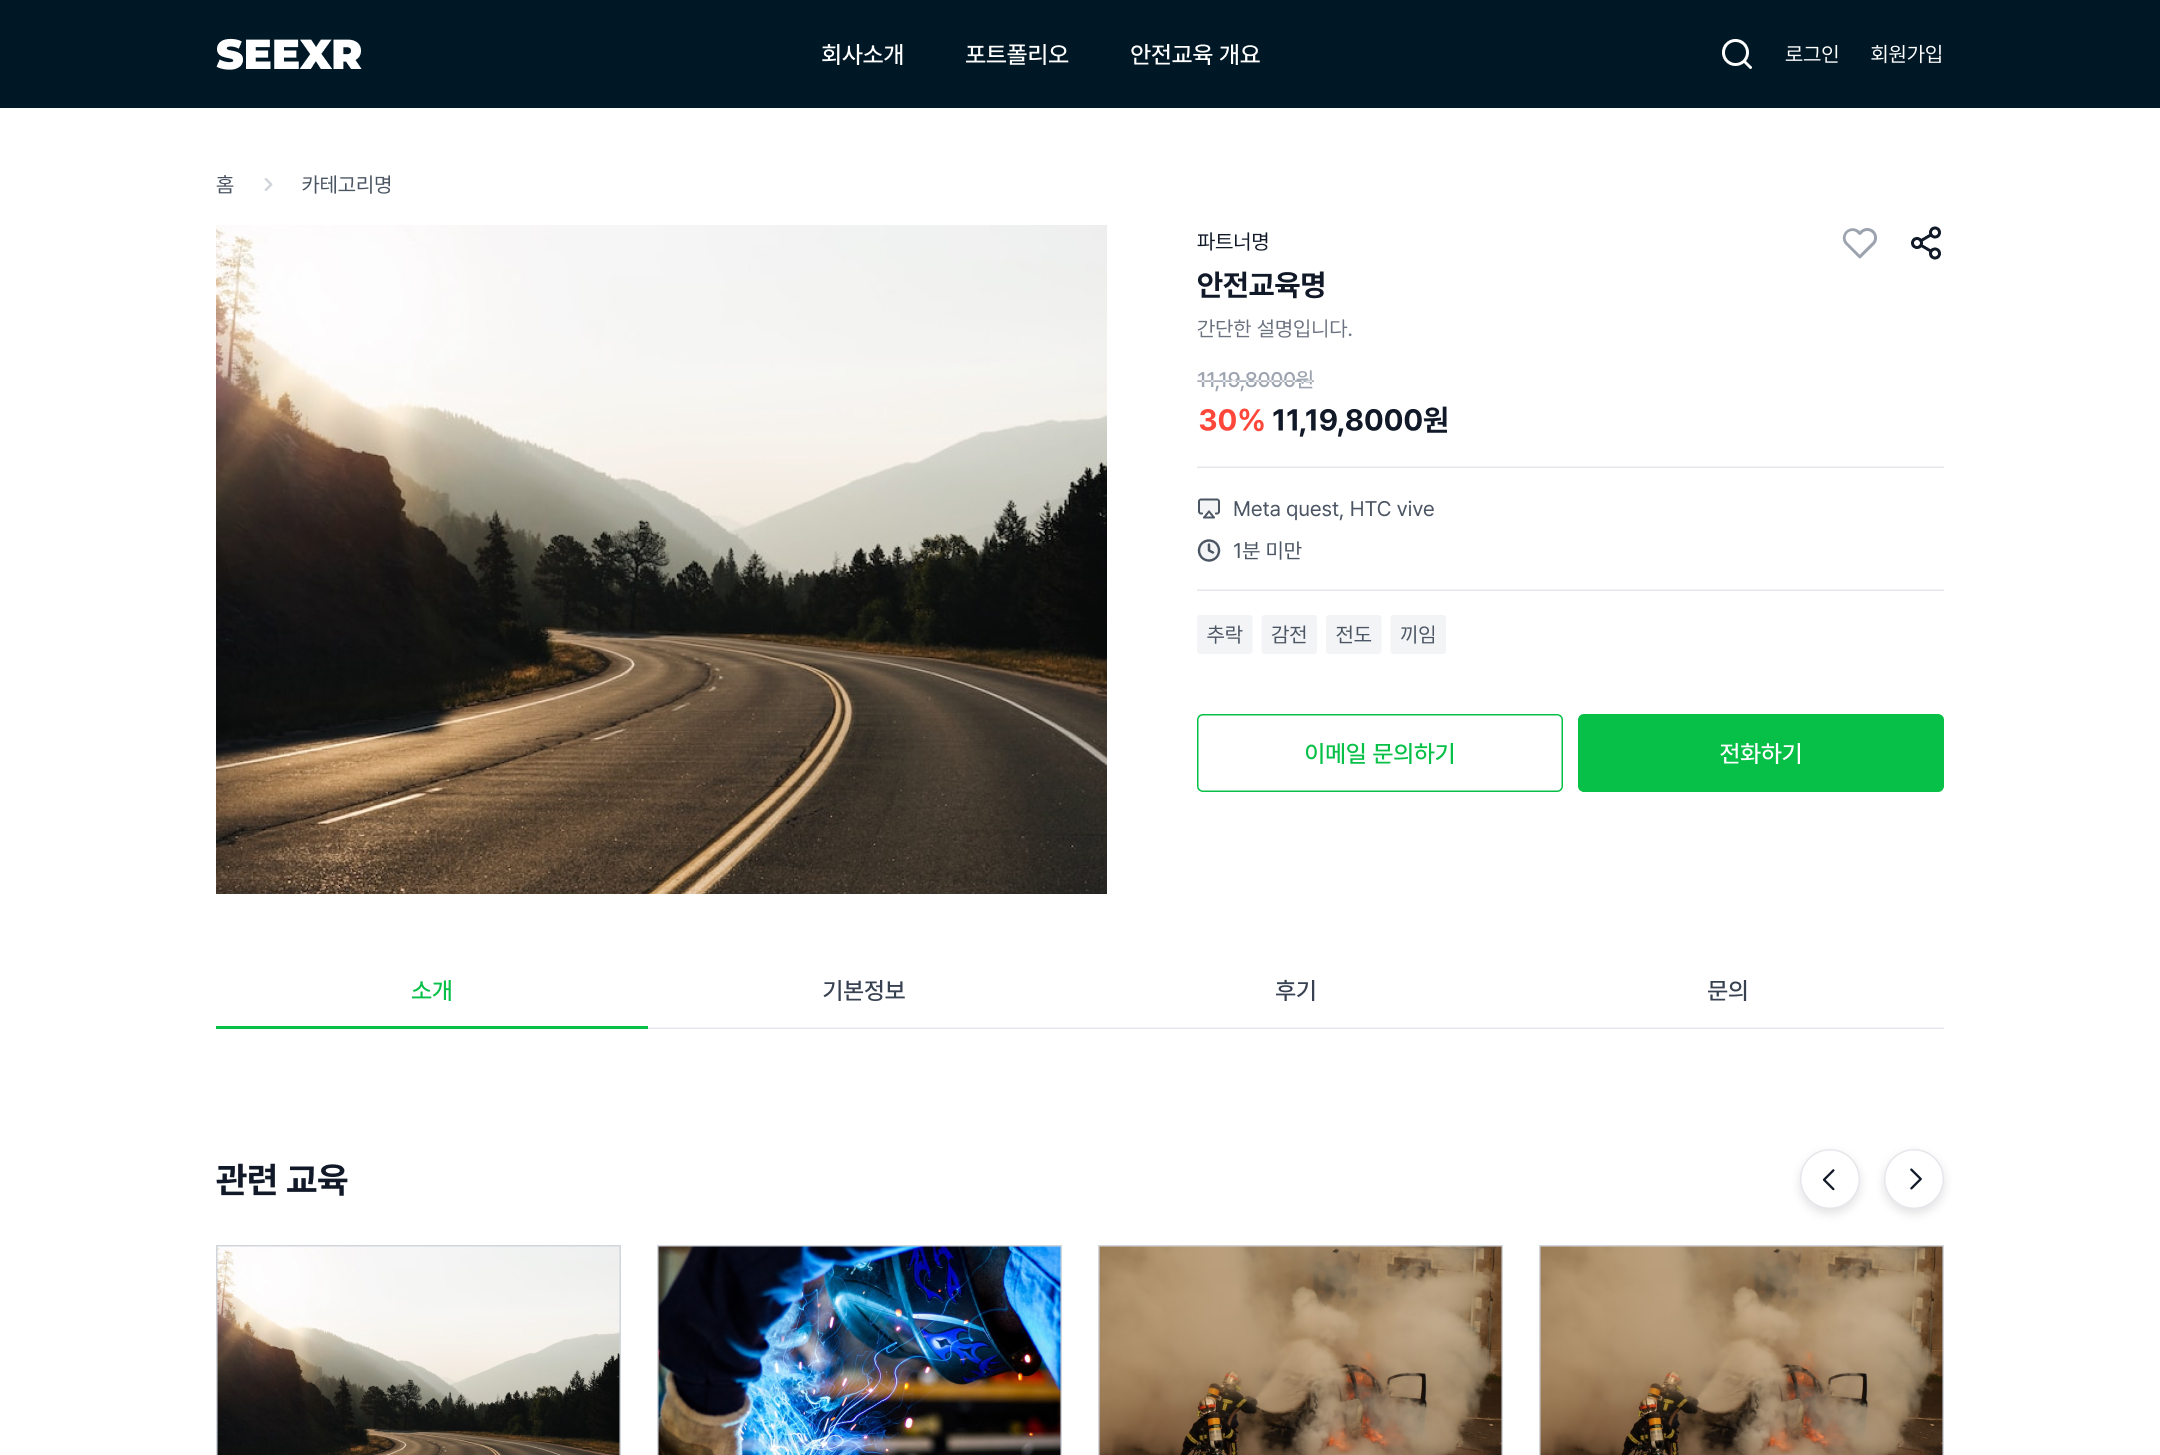 SEEXR
회사소개 포트폴리오 안전교육 개요
로그인 회원가입
홈 카테고리명
파트너명
안전교육명
간단한 설명입니다.
11,19,8000원
30% 11,19,8000원
Meta quest, HTC vive
1분 미만
추락 감전 전도 끼임
이메일 문의하기 전화하기
소개 기본정보 후기 문의
관련 교육